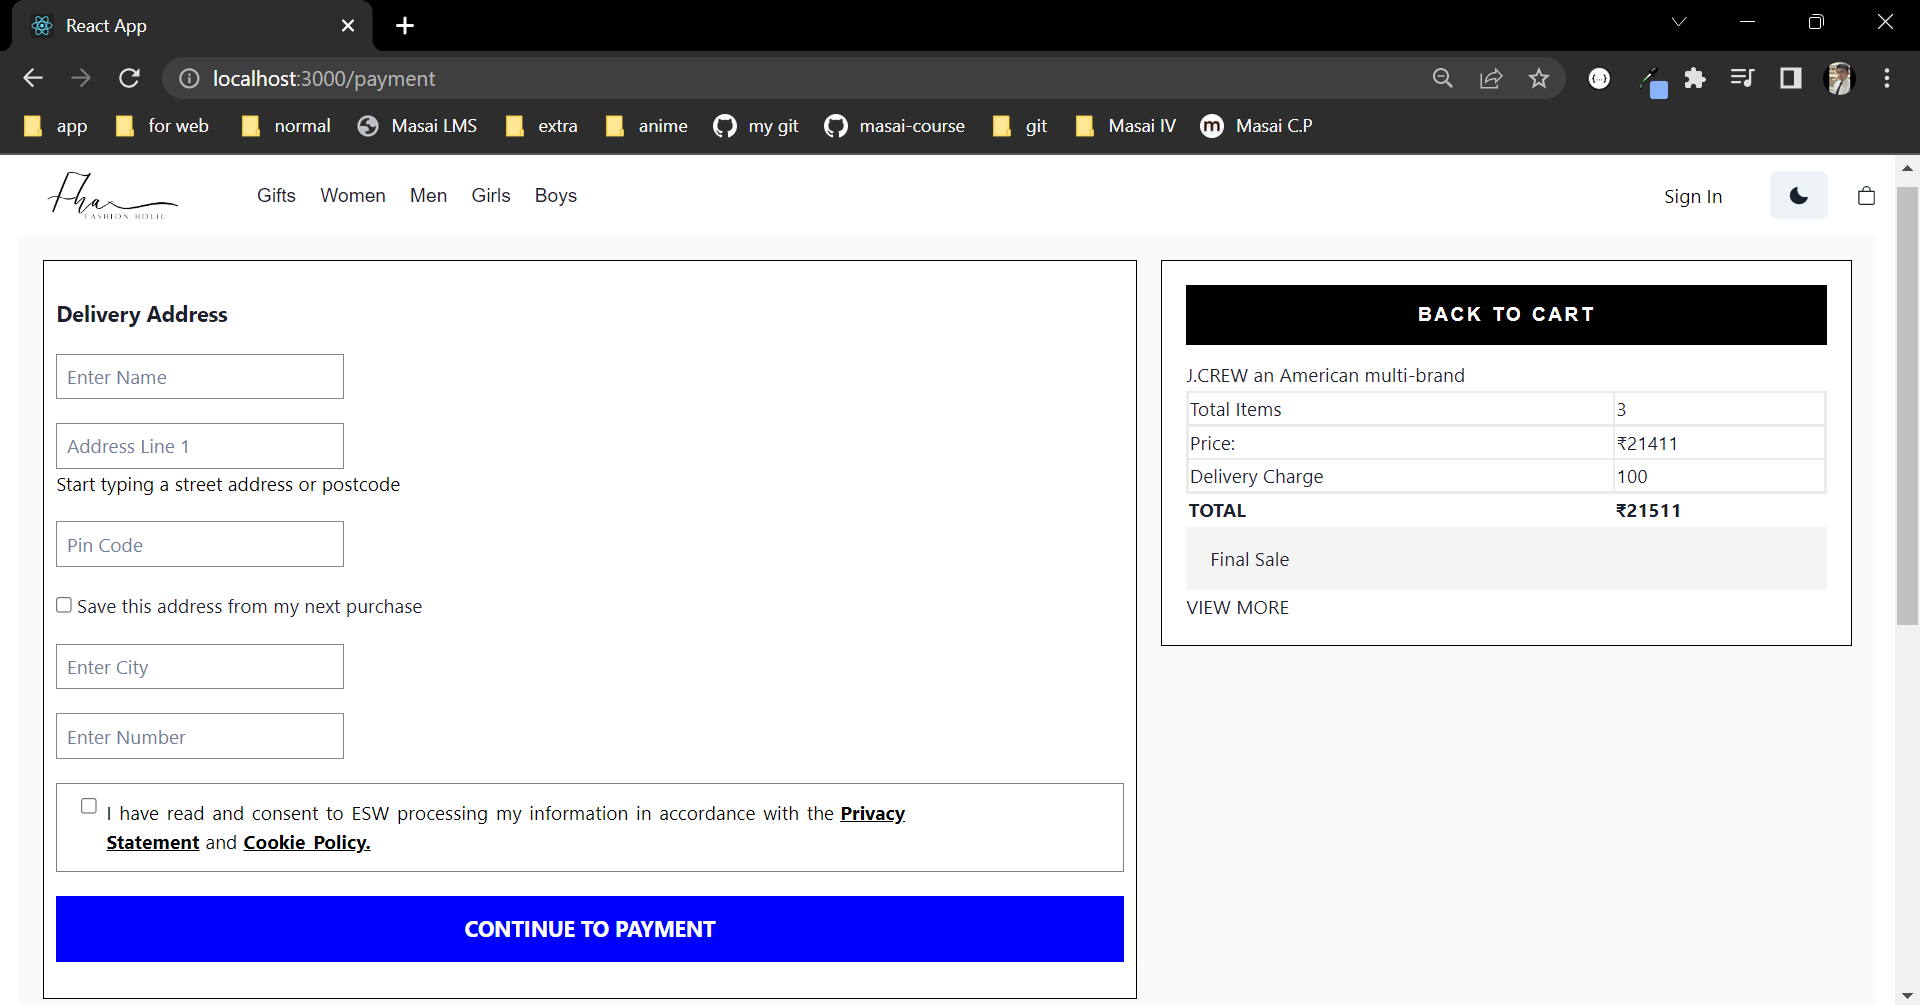 React App
localhost:3000/payment
app for web normal Masai LMS extra anime my git masai-course git Masai IV m Masai C.P
Fha
FASHION HOLIC
Gifts Women Men Girls Boys Sign In
Delivery Address
Enter Name
Address Line 1
Start typing a street address or postcode
Pin Code
Save this address from my next purchase
Enter City
Enter Number
I have read and consent to ESW processing my information in accordance with the Privacy
Statement and Cookie Policy.
CONTINUE TO PAYMENT
BACK TO CART
J.CREW an American multi-brand
Total Items 3
Price: ₹21411
Delivery Charge 100
TOTAL ₹21511
Final Sale
VIEW MORE